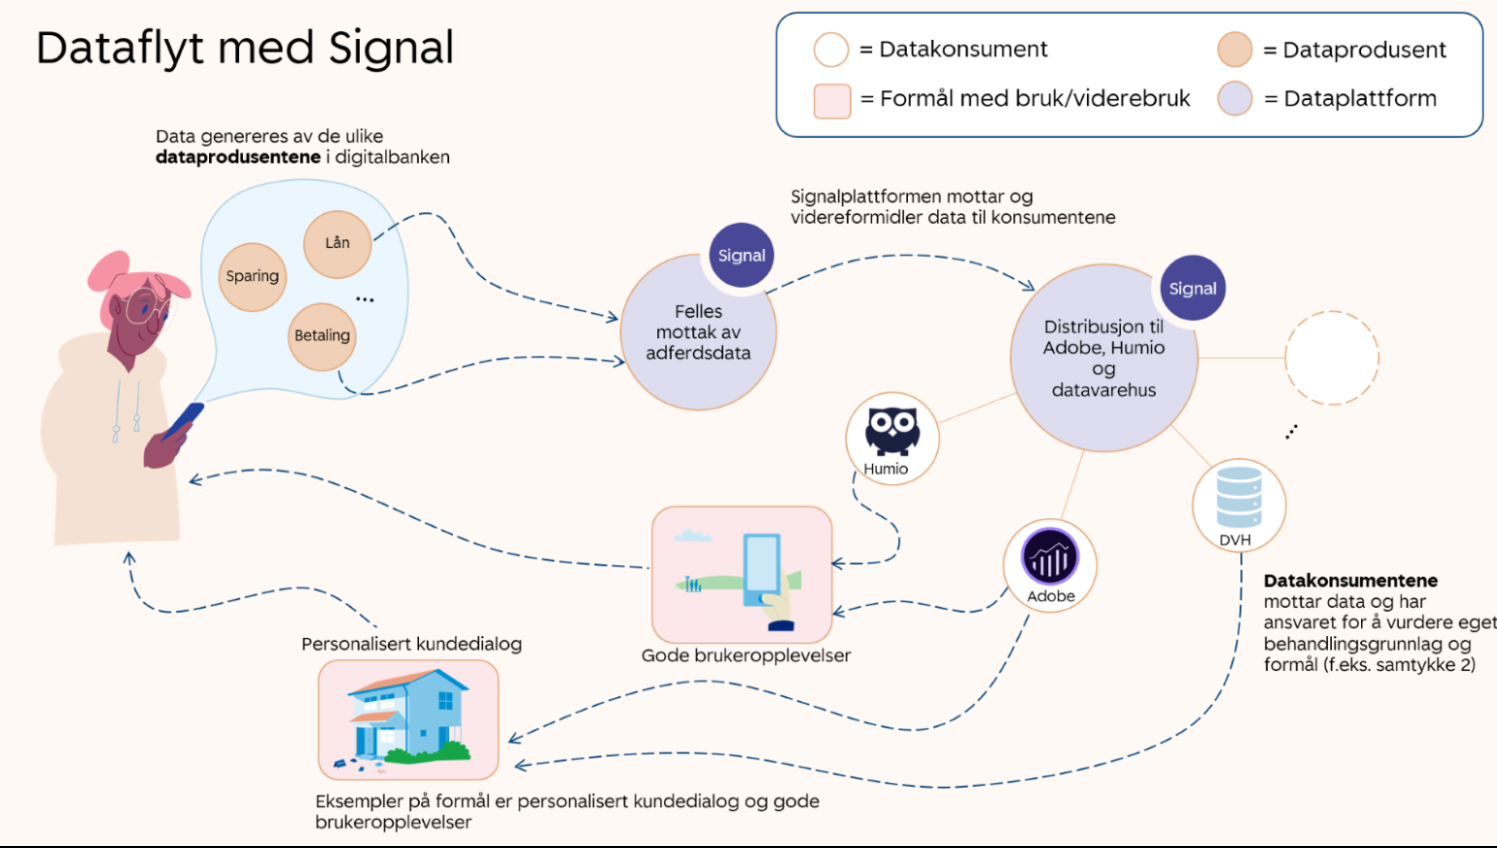 Dataflyt med Signal
= Datakonsument
= Dataprodusent
= Formål med bruk/viderebruk
= Dataplattform
Data genereres av de ulike
dataprodusentene i digitalbanken
Signalplattformen mottar og
videreformidler data til konsumentene
Lån
Sparing
...
Betaling
Signal
Felles
mottak av
adferdsdata
Signal
Distribusjon til
Adobe, Humio
og
datavarehus
...
Humio
DVH
Adobe
Datakonsumentene
mottar data og har
ansvaret for å vurdere eget
behandlingsgrunnlag og
formål (f.eks. samtykke 2)
Gode brukeropplevelser
Personalisert kundedialog
Eksempler på formål er personalisert kundedialog og gode
brukeropplevelser